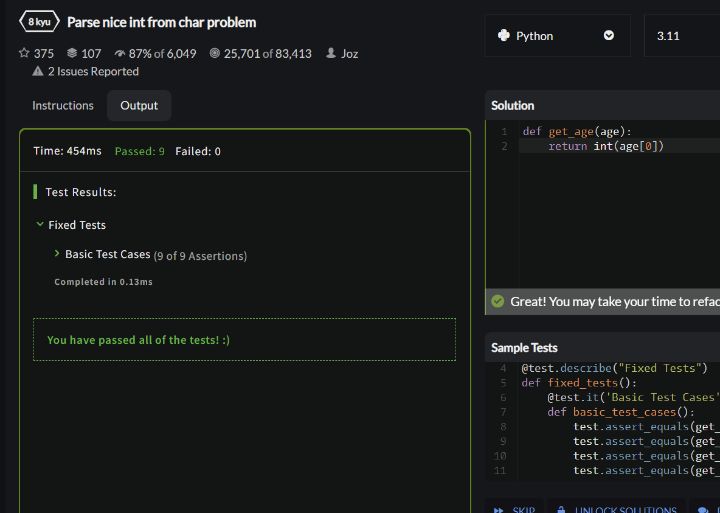 8 kyu Parse nice int from char problem
375 107 87% of 6,049 25,701 of 83,413 Joz
2 Issues Reported
Instructions Output
Time: 454ms Passed: 9 Failed: 0
Test Results:
Fixed Tests
Basic Test Cases (9 of 9 Assertions)
Completed in 0.13ms
You have passed all of the tests! :)
Python 3.11
Solution
1 def get_age(age):
2 return int(age[0])
Great! You may take your time to refac
Sample Tests
4 @test.describe("Fixed Tests")
5 def fixed_tests():
6 @test.it('Basic Test Cases'
7 def basic_test_cases():
8 test.assert_equals(get_
9 test.assert_equals(get_
10 test.assert_equals(get_
11 test.assert_equals(get_
SKIP UNLOCK SOLUTIONS